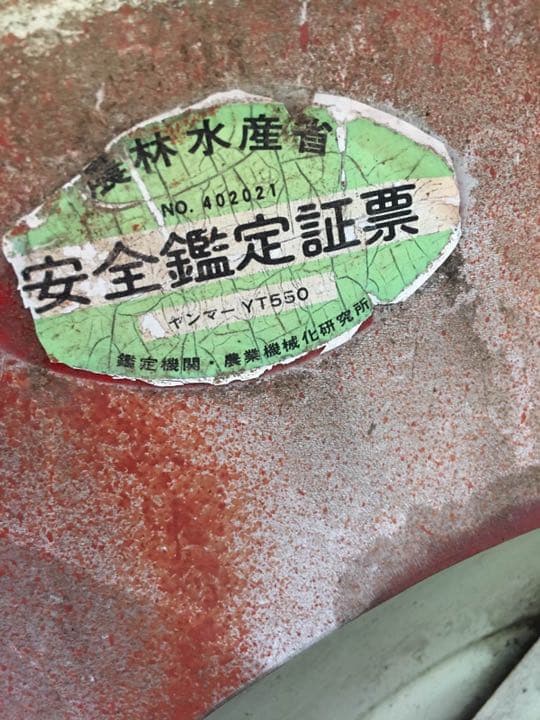 農林水産省
NO. 402021
安全鑑定証票
ヤンマー YT550
鑑定機関・農業機械化研究所